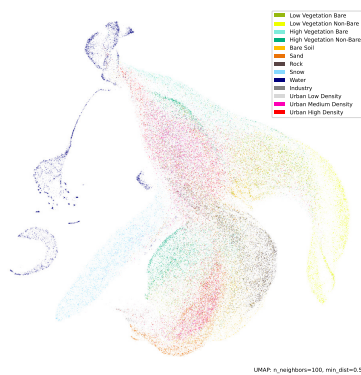 Low Vegetation Bare
Low Vegetation Non-Bare
High Vegetation Bare
High Vegetation Non-Bare
Bare Soil
Sand
Rock
Snow
Water
Industry
Urban Low Density
Urban Medium Density
Urban High Density
UMAP: n_neighbors=100, min_dist=0.5